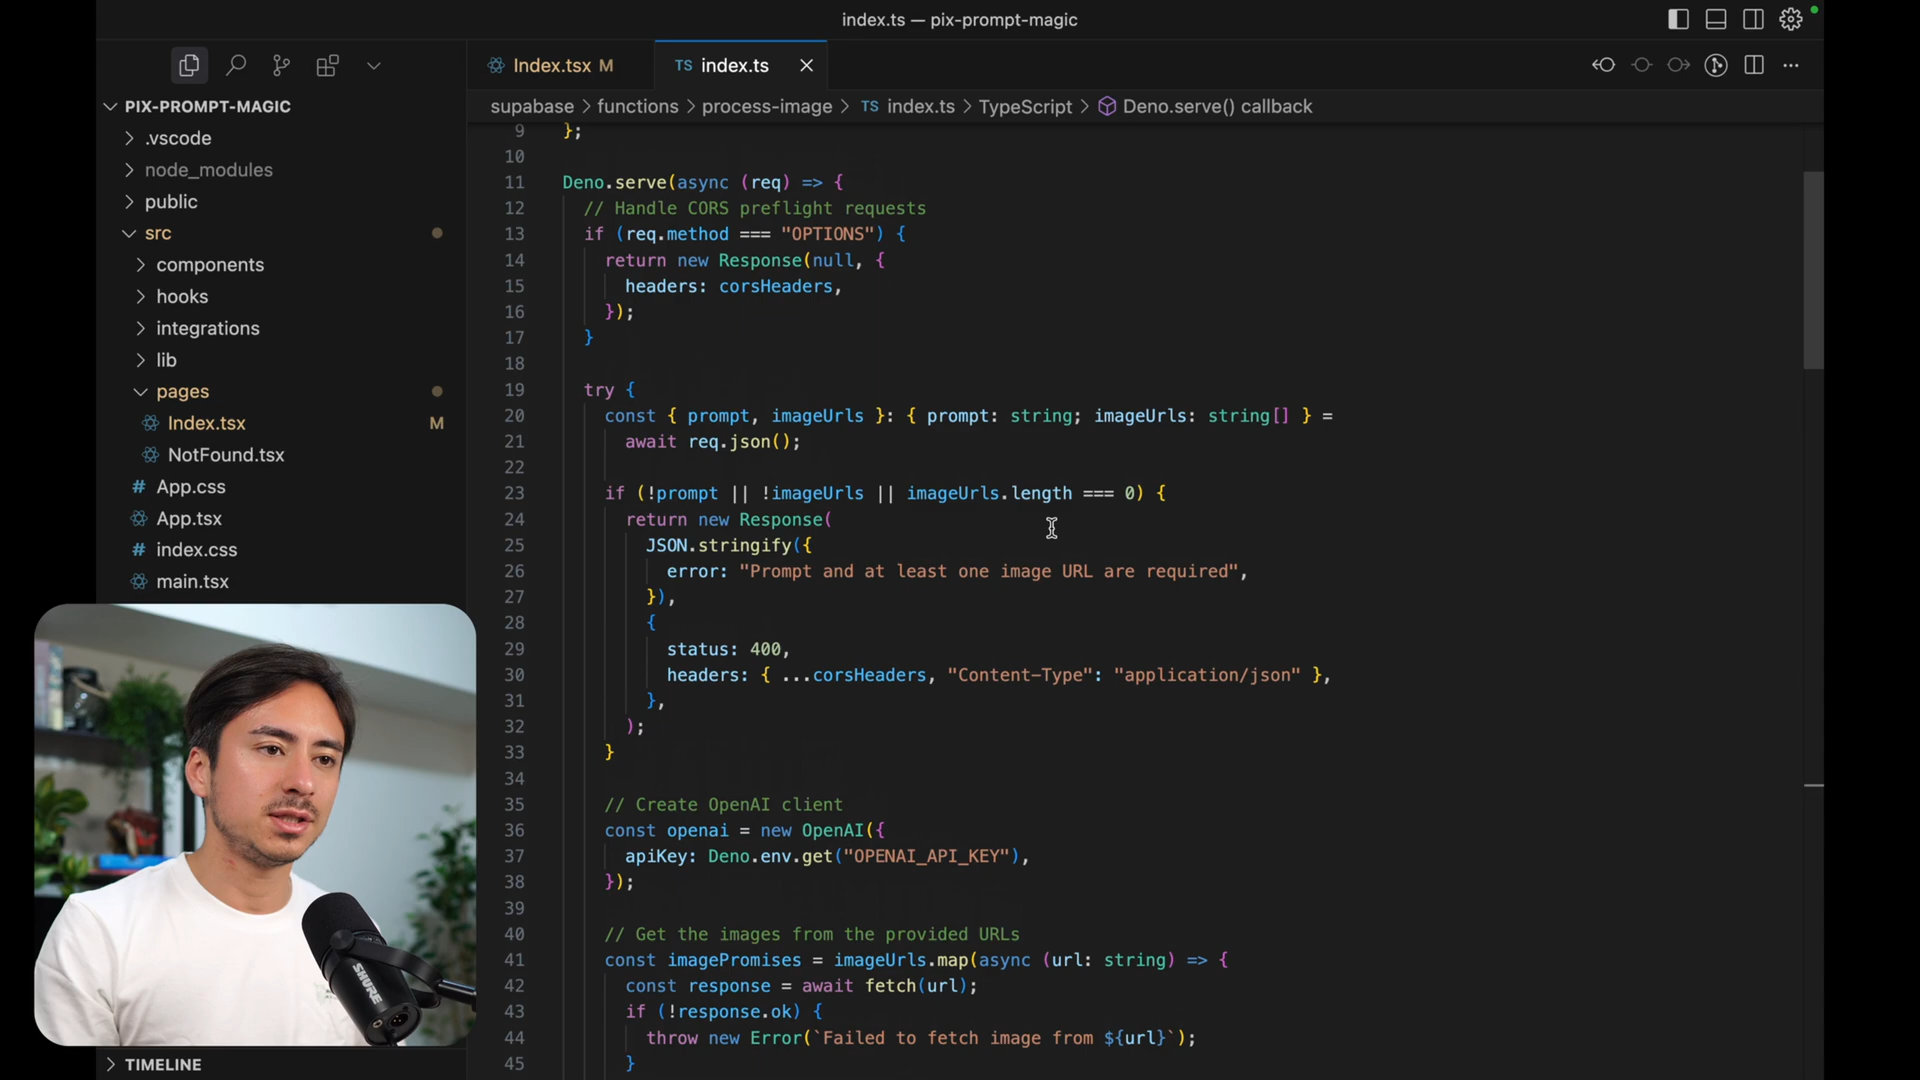 index.ts — pix-prompt-magic
Index.tsx M
TS index.ts
supabase > functions > process-image > TS index.ts > TypeScript > Deno.serve() callback
PIX-PROMPT-MAGIC
.vscode
node_modules
public
src
components
hooks
integrations
lib
pages
Index.tsx M
NotFound.tsx
# App.css
App.tsx
# index.css
main.tsx
TIMELINE
9 };
10
11 Deno.serve(async (req) => {
12 // Handle CORS preflight requests
13 if (req.method === "OPTIONS") {
14 return new Response(null, {
15 headers: corsHeaders,
16 });
17 }
18
19 try {
20 const { prompt, imageUrls }: { prompt: string; imageUrls: string[] } =
21 await req.json();
22
23 if (!prompt || !imageUrls || imageUrls.length === 0) {
24 return new Response(
25 JSON.stringify({
26 error: "Prompt and at least one image URL are required",
27 }),
28 {
29 status: 400,
30 headers: { ...corsHeaders, "Content-Type": "application/json" },
31 },
32 );
33 }
34
35 // Create OpenAI client
36 const openai = new OpenAI({
37 apiKey: Deno.env.get("OPENAI_API_KEY"),
38 });
39
40 // Get the images from the provided URLs
41 const imagePromises = imageUrls.map(async (url: string) => {
42 const response = await fetch(url);
43 if (!response.ok) {
44 throw new Error(`Failed to fetch image from ${url}`);
45 }
SHURE